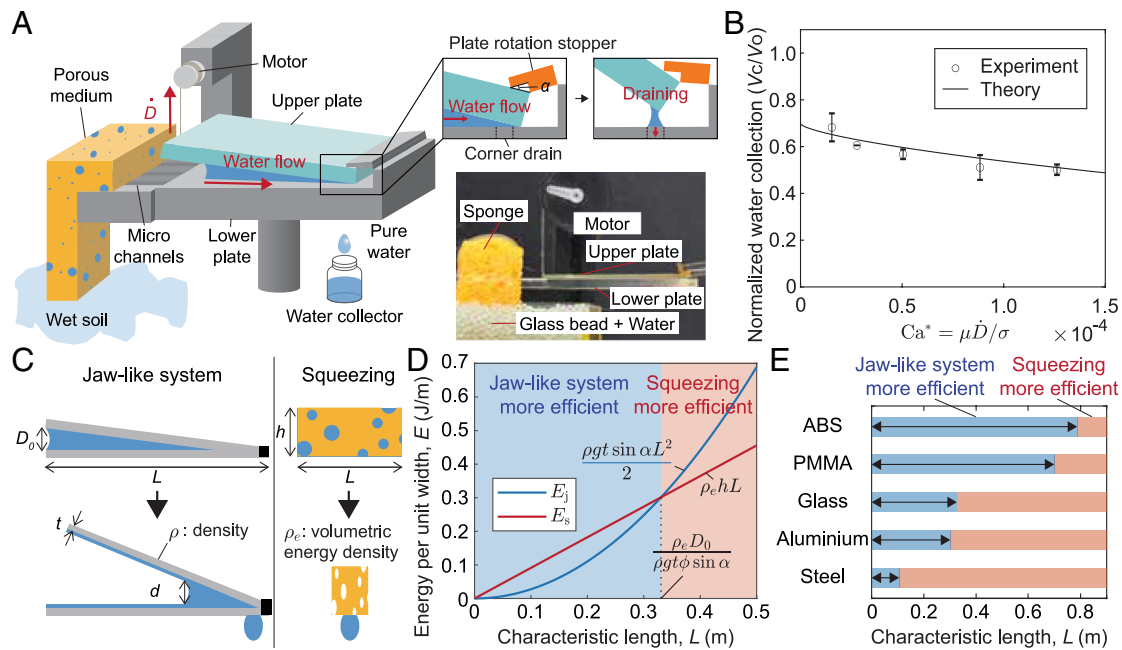 A
Porous
medium
Motor
Ḋ
Upper plate
Water flow
Micro
channels
Lower
plate
Pure
water
Wet soil
Water collector
Plate rotation stopper
α
Water flow
Draining
Corner drain
Sponge
Motor
Upper plate
Lower plate
Glass bead + Water
B
Normalized water collection (Vc/Vo)
1.0
0.8
0.6
0.4
0.2
0
Experiment
Theory
0
0.5
1
1.5
Ca* = μḊ/σ
× 10⁻⁴
C
Jaw-like system
Squeezing
D₀
L
h
L
t
ρ : density
d
ρₑ: volumetric
energy density
D
Energy per unit width, E (J/m)
0.7
0.6
0.5
0.4
0.3
0.2
0.1
0
Jaw-like system
more efficient
Squeezing
more efficient
ρgt sin αL²
2
ρₑhL
Eⱼ
Eₛ
ρₑD₀
ρgtϕ sin α
0
0.1
0.2
0.3
0.4
0.5
Characteristic length, L (m)
E
Jaw-like system
more efficient
Squeezing
more efficient
ABS
PMMA
Glass
Aluminium
Steel
0
0.2
0.4
0.6
0.8
Characteristic length, L (m)